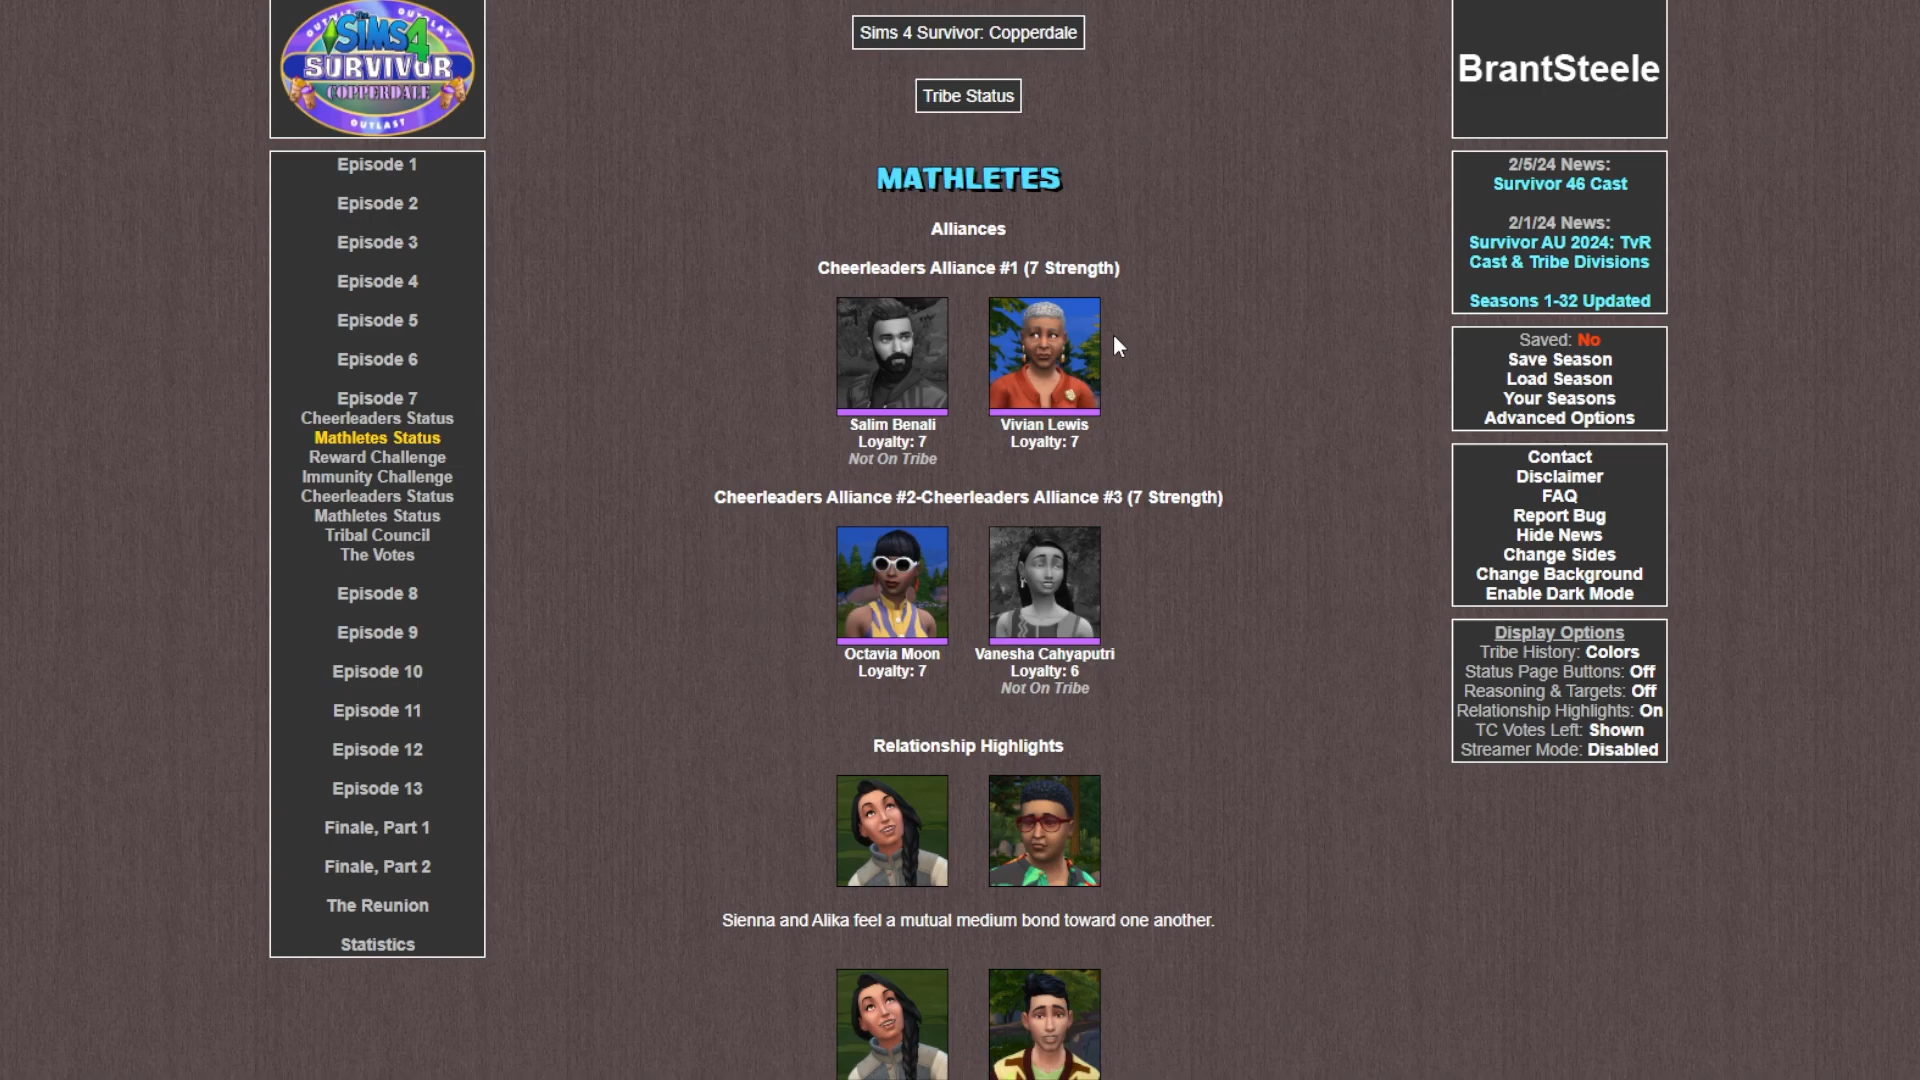 OUTWIT OUTPLAY
THE SIMS 4
SURVIVOR
COPPERDALE
OUTLAST
Episode 1
Episode 2
Episode 3
Episode 4
Episode 5
Episode 6
Episode 7
Cheerleaders Status
Mathletes Status
Reward Challenge
Immunity Challenge
Cheerleaders Status
Mathletes Status
Tribal Council
The Votes
Episode 8
Episode 9
Episode 10
Episode 11
Episode 12
Episode 13
Finale, Part 1
Finale, Part 2
The Reunion
Statistics
Sims 4 Survivor: Copperdale
Tribe Status
MATHLETES
Alliances
Cheerleaders Alliance #1 (7 Strength)
Salim Benali
Loyalty: 7
Not On Tribe
Vivian Lewis
Loyalty: 7
Cheerleaders Alliance #2-Cheerleaders Alliance #3 (7 Strength)
Octavia Moon
Loyalty: 7
Vanesha Cahyaputri
Loyalty: 6
Not On Tribe
Relationship Highlights
Sienna and Alika feel a mutual medium bond toward one another.
BrantSteele
2/5/24 News:
Survivor 46 Cast
2/1/24 News:
Survivor AU 2024: TvR
Cast & Tribe Divisions
Seasons 1-32 Updated
Saved: No
Save Season
Load Season
Your Seasons
Advanced Options
Contact
Disclaimer
FAQ
Report Bug
Hide News
Change Sides
Change Background
Enable Dark Mode
Display Options
Tribe History: Colors
Status Page Buttons: Off
Reasoning & Targets: Off
Relationship Highlights: On
TC Votes Left: Shown
Streamer Mode: Disabled